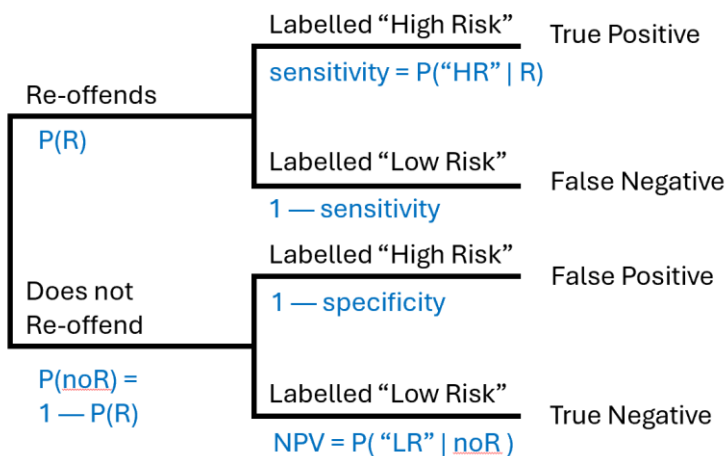 Labelled “High Risk”
True Positive
sensitivity = P(“HR” | R)
Re-offends
P(R)
Labelled “Low Risk”
False Negative
1 — sensitivity
Labelled “High Risk”
False Positive
1 — specificity
Does not
Re-offend
P(noR) =
1 — P(R)
Labelled “Low Risk”
True Negative
NPV = P( “LR” | noR )